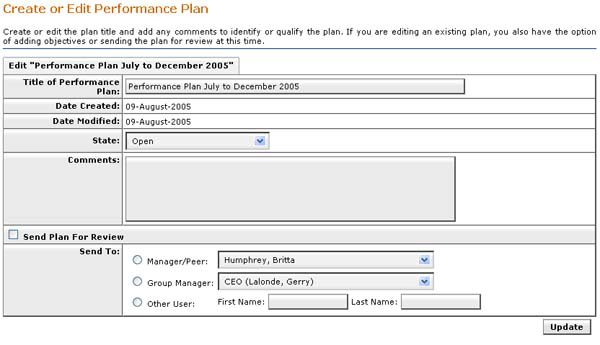 Create or Edit Performance Plan
Create or edit the plan title and add any comments to identify or qualify the plan. If you are editing an existing plan, you also have the option
of adding objectives or sending the plan for review at this time.
Edit "Performance Plan July to December 2005"
Title of Performance Plan: Performance Plan July to December 2005
Date Created: 09-August-2005
Date Modified: 09-August-2005
State: Open
Comments:
Send Plan For Review
Send To:
Manager/Peer: Humphrey, Britta
Group Manager: CEO (Lalonde, Gerry)
Other User: First Name: Last Name:
Update